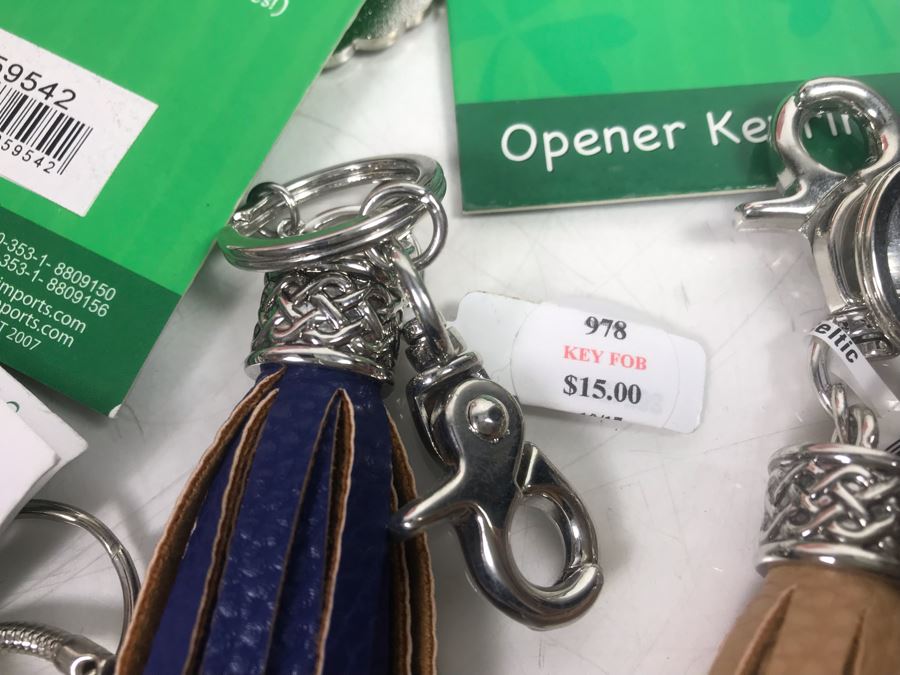 59542
59542
353-1- 8809150
353-1- 8809156
mports.com
ports.com
T 2007
Opener Key
978
KEY FOB
$15.00
eltic